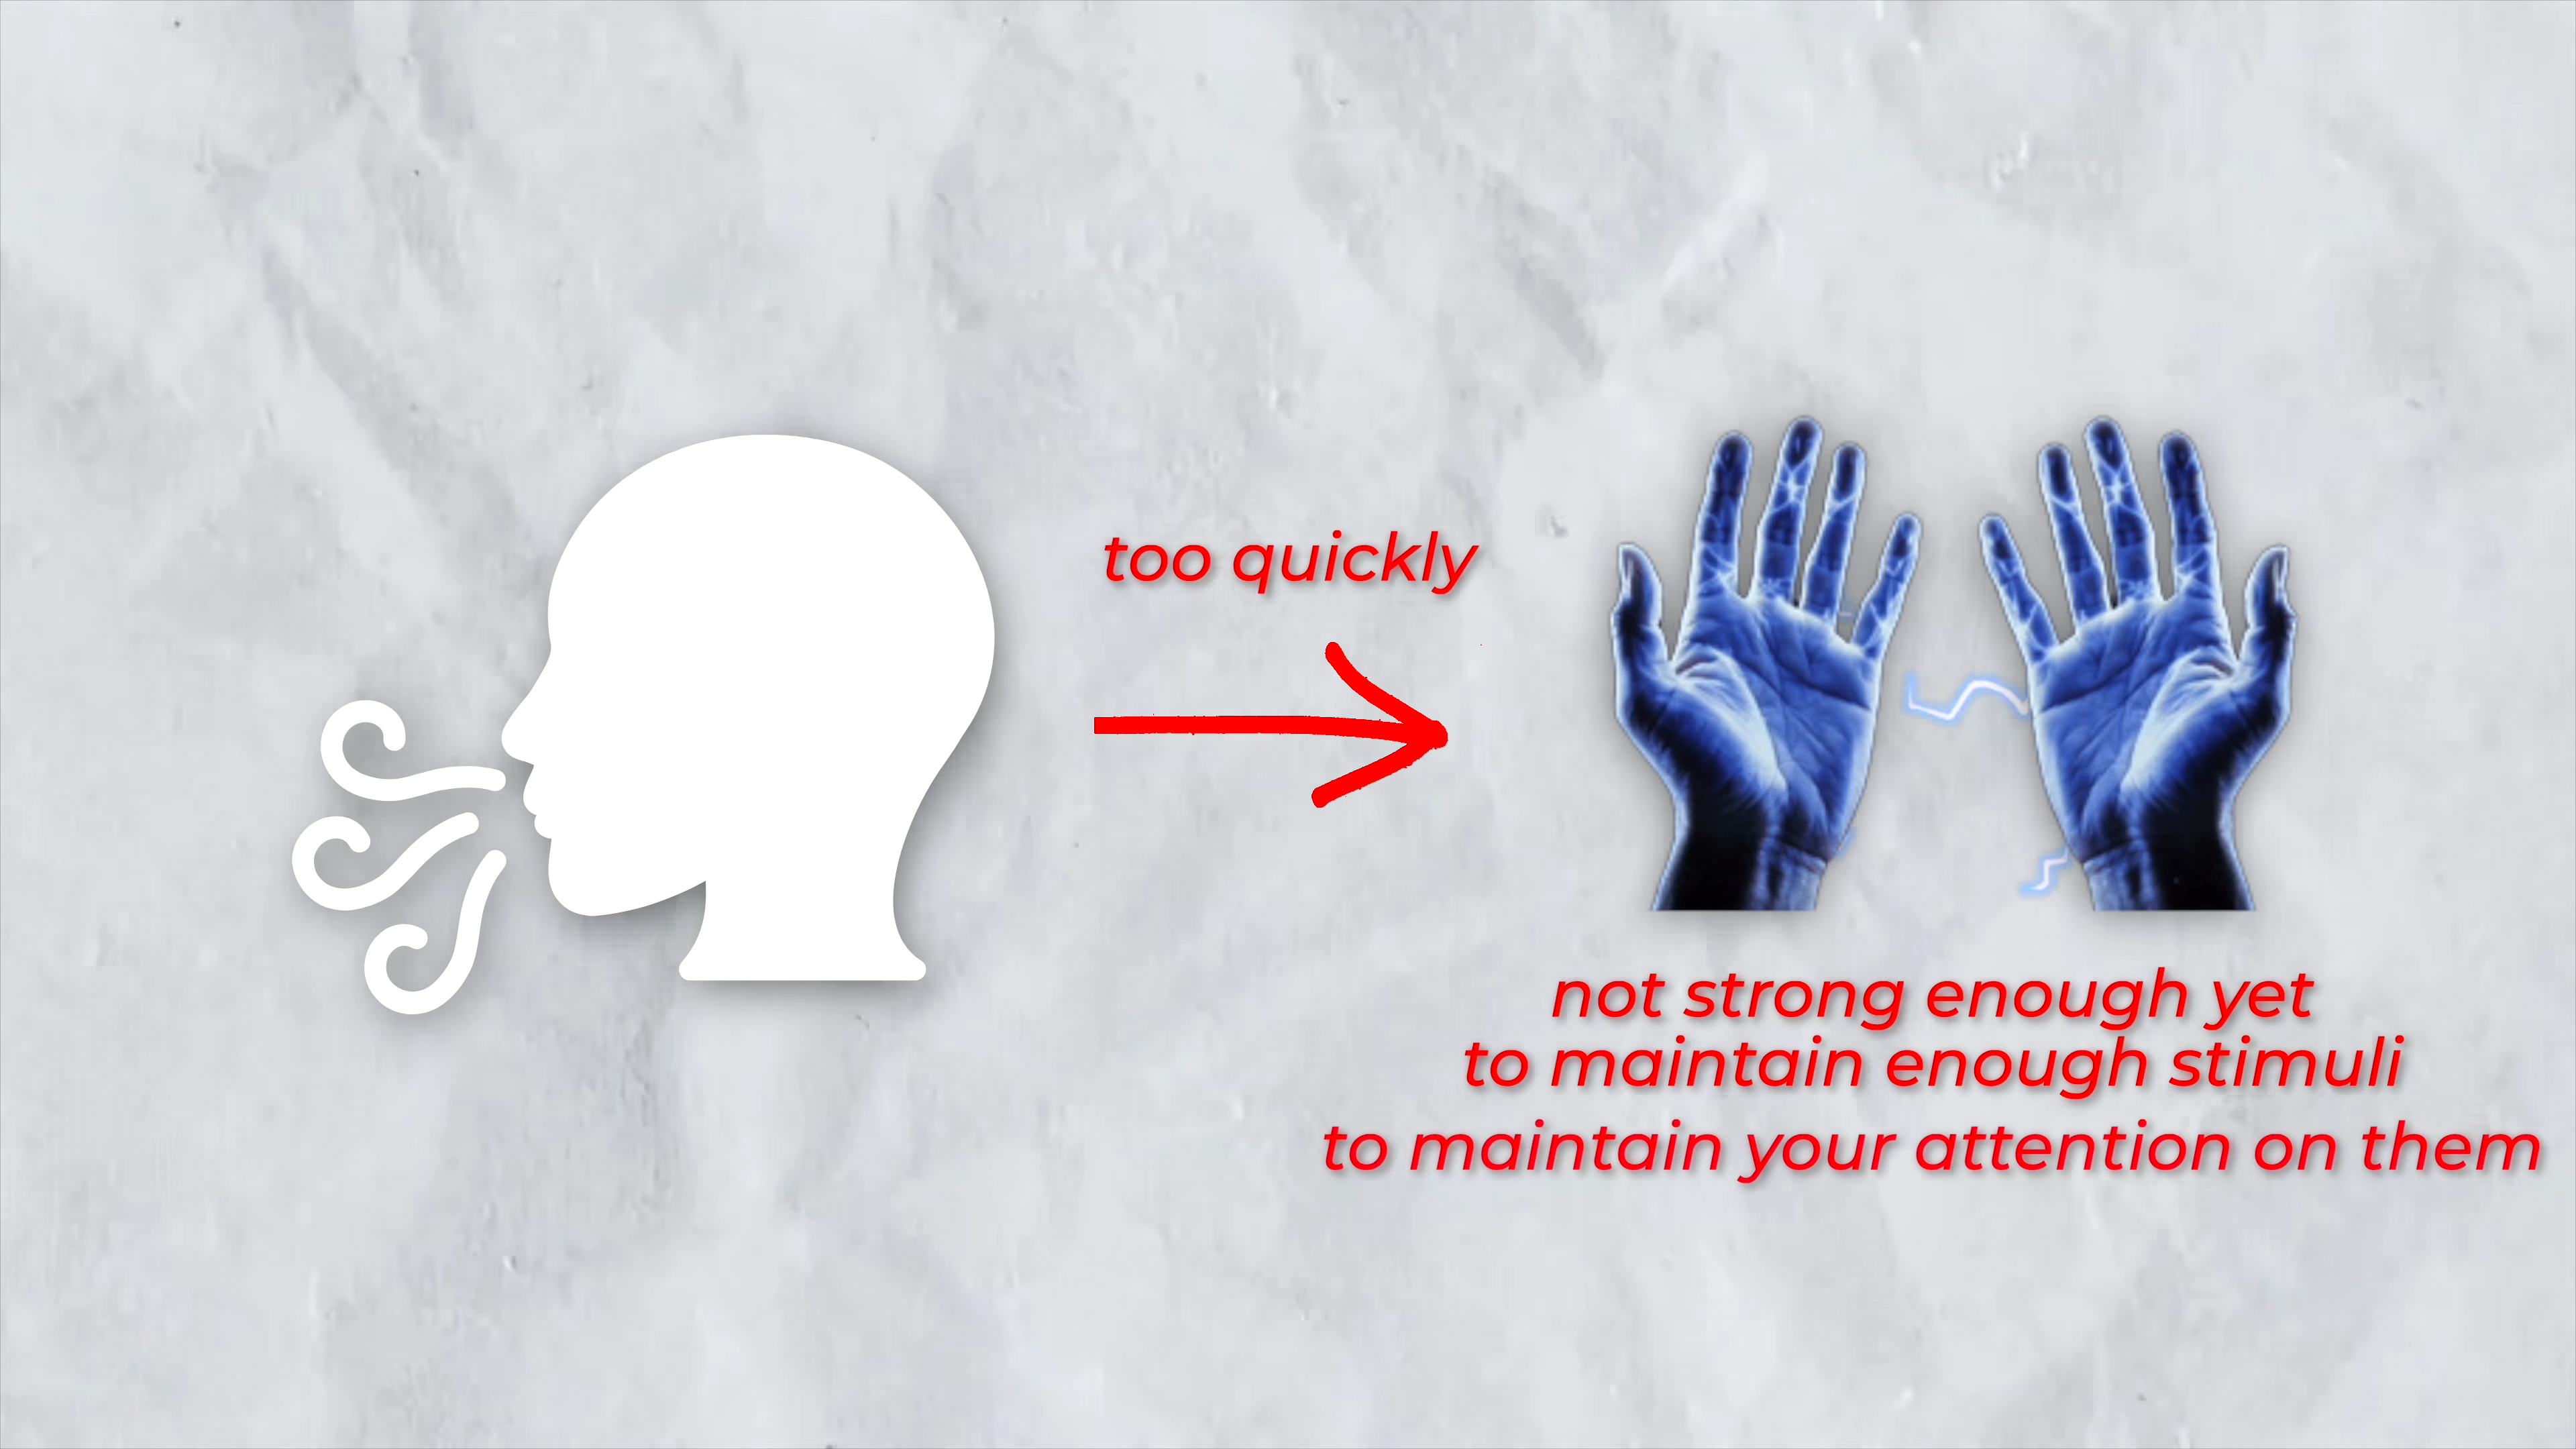 too quickly
not strong enough yet
to maintain enough stimuli
to maintain your attention on them